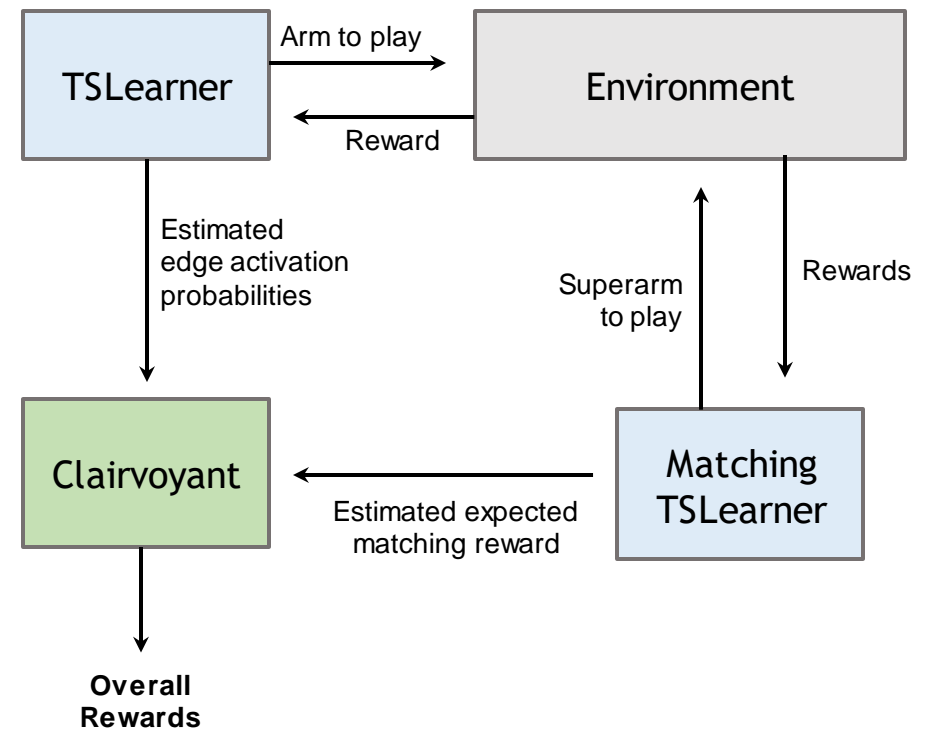 Arm to play
TSLearner
Environment
Reward
Estimated
edge activation
probabilities
Superarm
to play
Rewards
Clairvoyant
Matching
TSLearner
Estimated expected
matching reward
Overall
Rewards